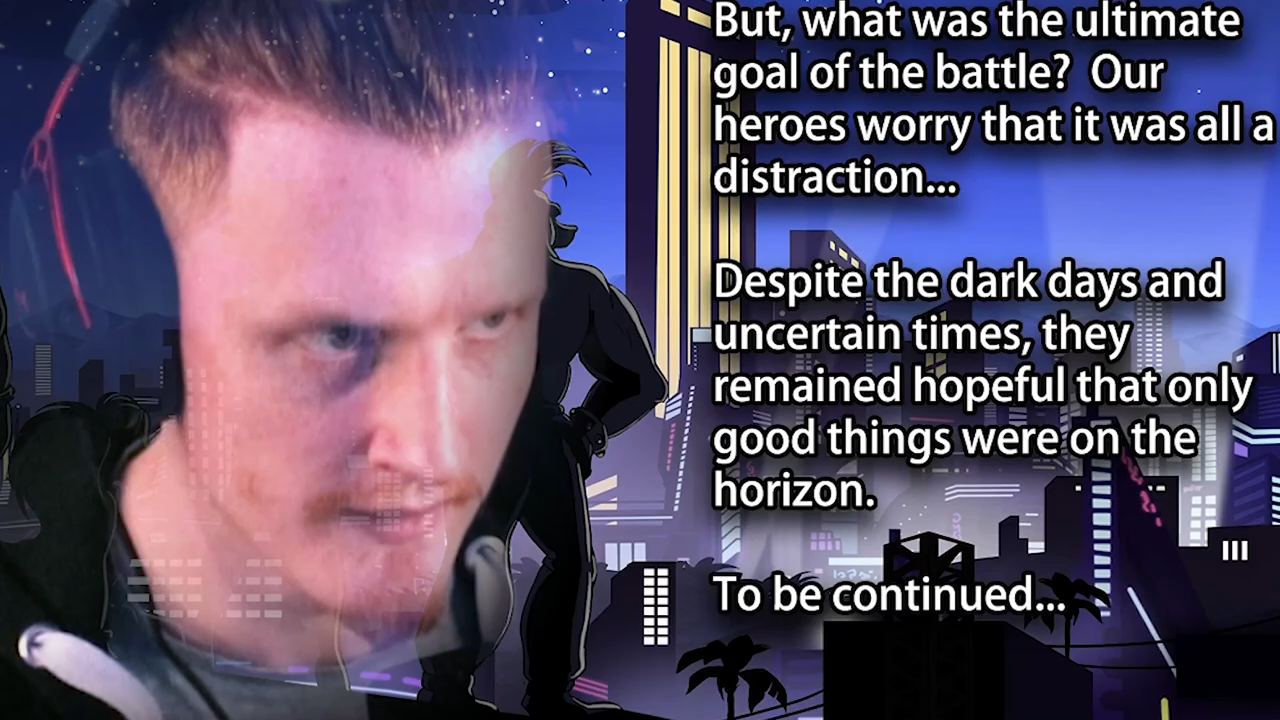 But, what was the ultimate
goal of the battle?  Our
heroes worry that it was all a
distraction...
Despite the dark days and
uncertain times, they
remained hopeful that only
good things were on the
horizon.
To be continued...